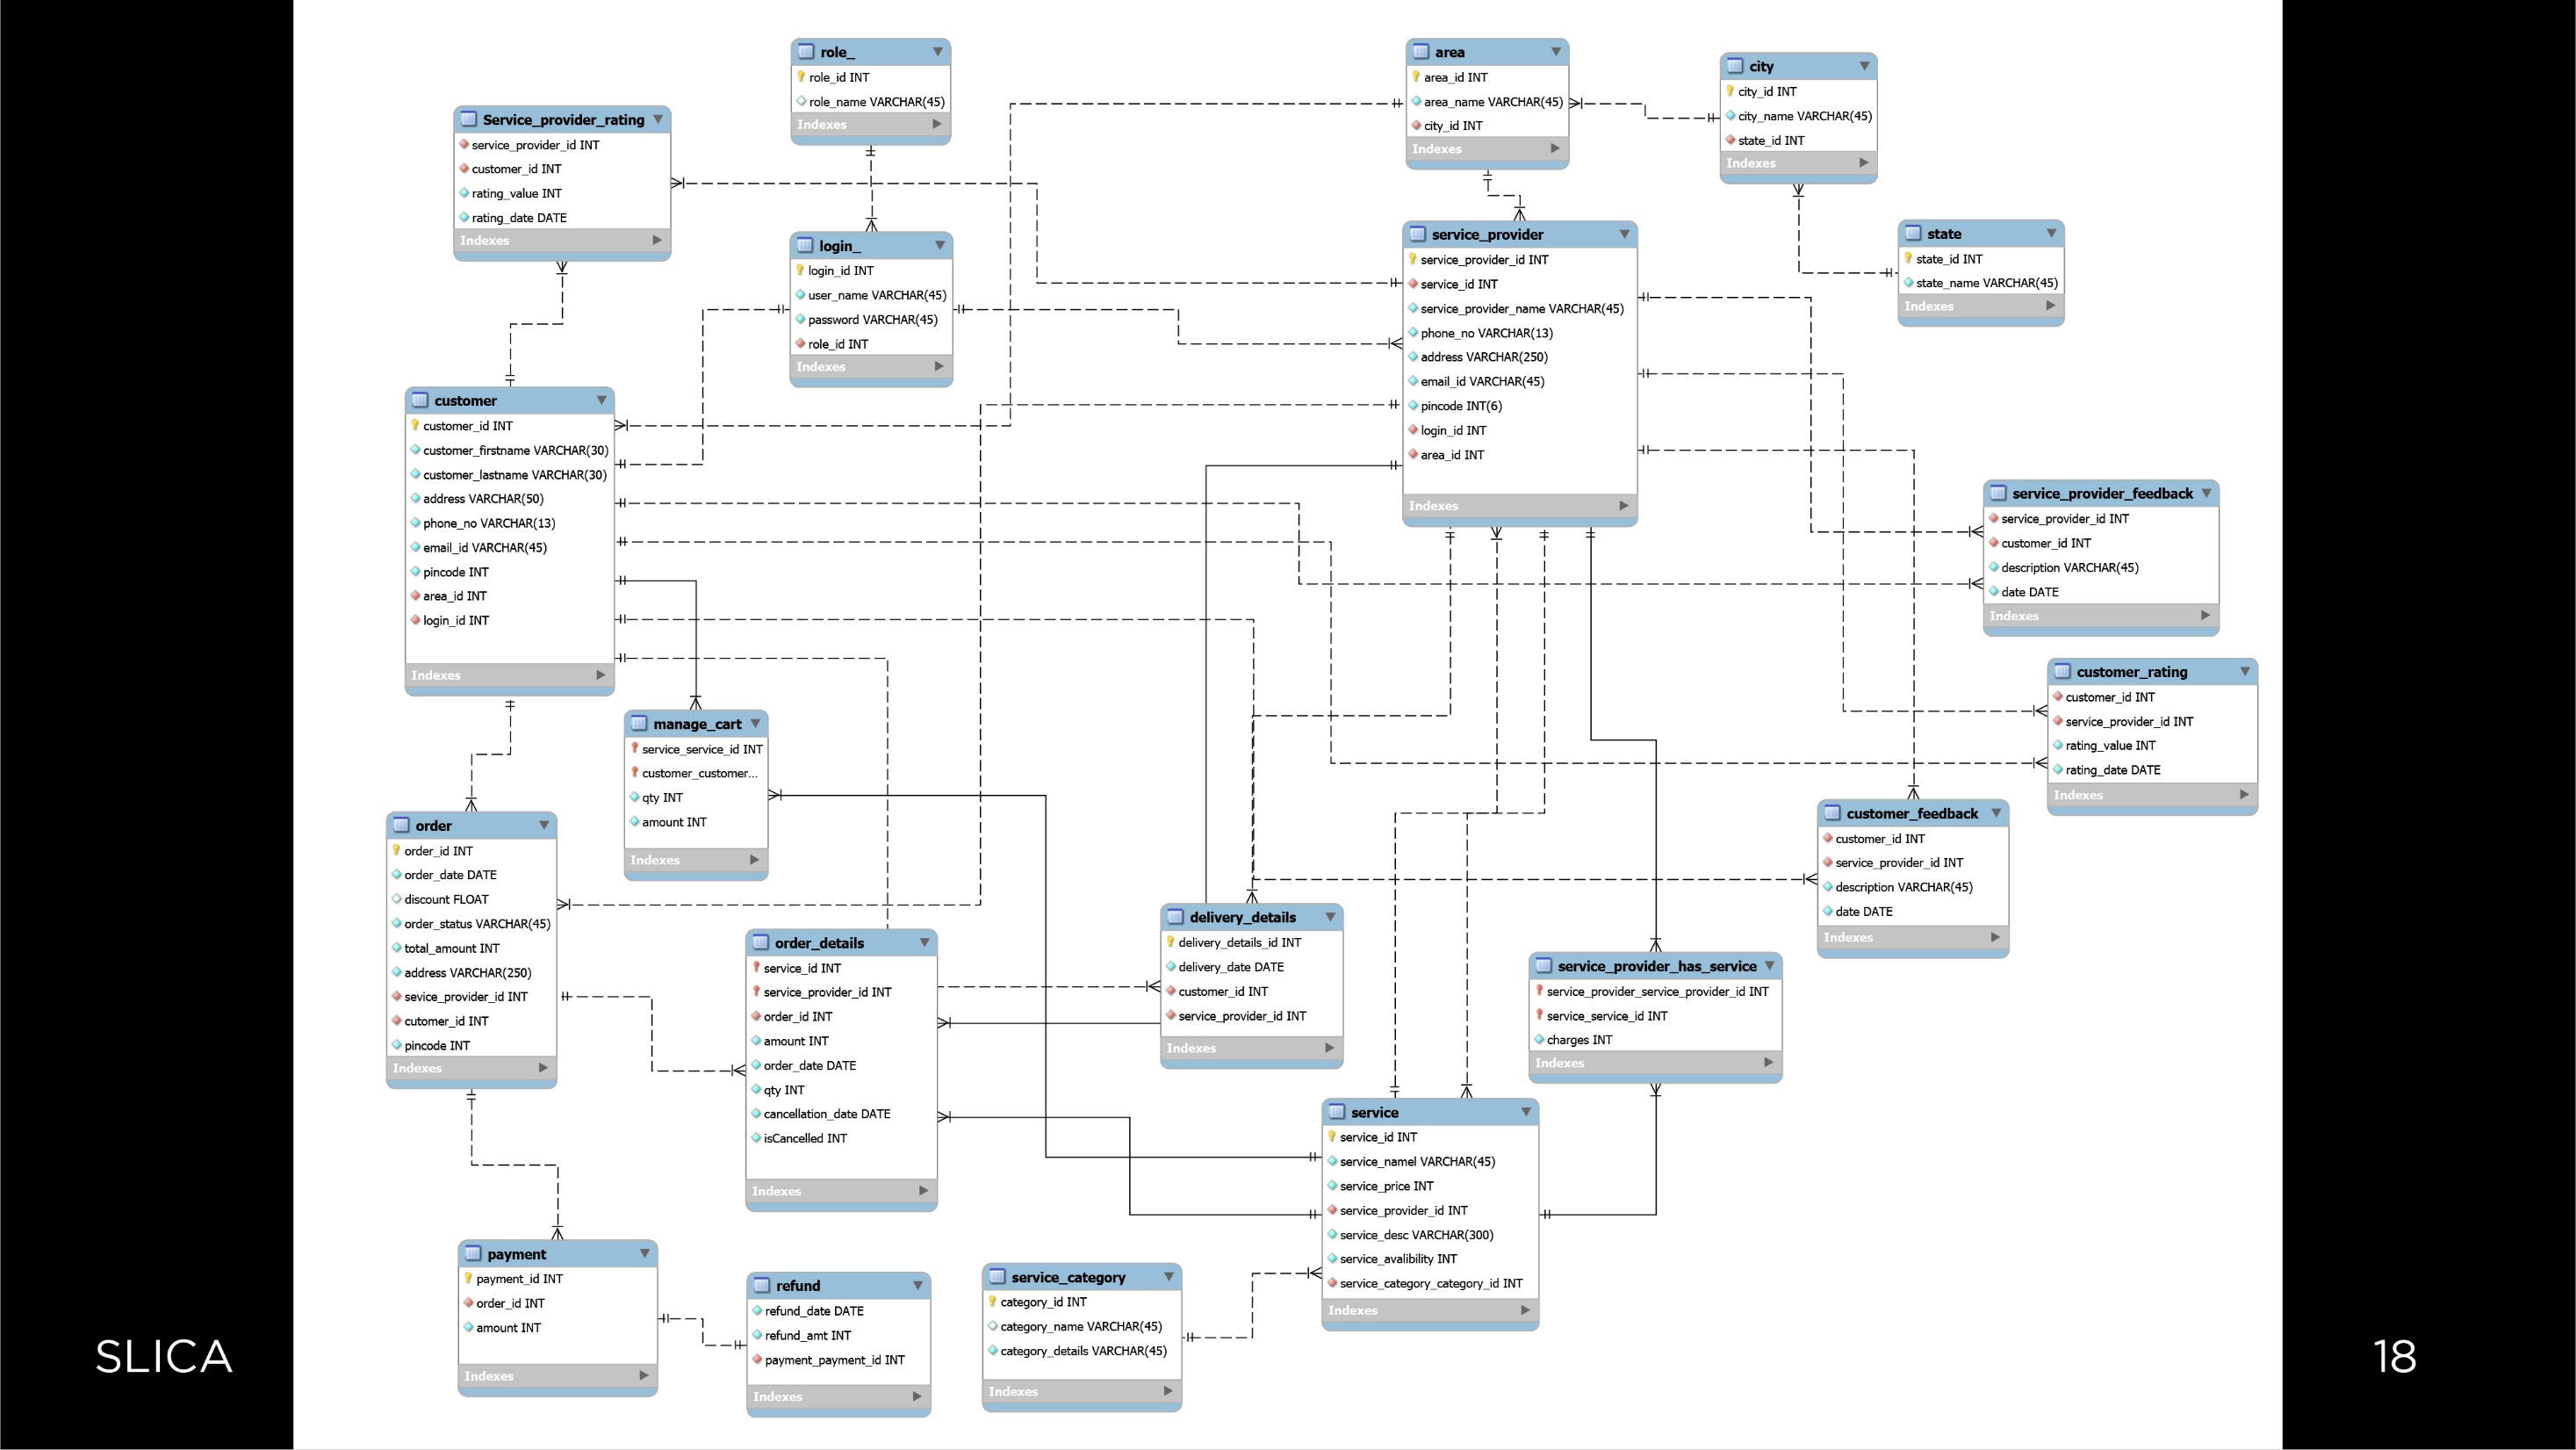 role_
role_id INT
role_name VARCHAR(45)
Indexes
area
area_id INT
area_name VARCHAR(45)
city_id INT
Indexes
city
city_id INT
city_name VARCHAR(45)
state_id INT
Indexes
Service_provider_rating
service_provider_id INT
customer_id INT
rating_value INT
rating_date DATE
Indexes
login_
login_id INT
user_name VARCHAR(45)
password VARCHAR(45)
role_id INT
Indexes
service_provider
service_provider_id INT
service_id INT
service_provider_name VARCHAR(45)
phone_no VARCHAR(13)
address VARCHAR(250)
email_id VARCHAR(45)
pincode INT(6)
login_id INT
area_id INT
Indexes
state
state_id INT
state_name VARCHAR(45)
Indexes
customer
customer_id INT
customer_firstname VARCHAR(30)
customer_lastname VARCHAR(30)
address VARCHAR(50)
phone_no VARCHAR(13)
email_id VARCHAR(45)
pincode INT
area_id INT
login_id INT
Indexes
service_provider_feedback
service_provider_id INT
customer_id INT
description VARCHAR(45)
date DATE
Indexes
customer_rating
customer_id INT
service_provider_id INT
rating_value INT
rating_date DATE
Indexes
manage_cart
service_service_id INT
customer_customer...
qty INT
amount INT
Indexes
customer_feedback
customer_id INT
service_provider_id INT
description VARCHAR(45)
date DATE
Indexes
order
order_id INT
order_date DATE
discount FLOAT
order_status VARCHAR(45)
total_amount INT
address VARCHAR(250)
sevice_provider_id INT
cutomer_id INT
pincode INT
Indexes
order_details
service_id INT
service_provider_id INT
order_id INT
amount INT
order_date DATE
qty INT
cancellation_date DATE
isCancelled INT
Indexes
delivery_details
delivery_details_id INT
delivery_date DATE
customer_id INT
service_provider_id INT
Indexes
service_provider_has_service
service_provider_service_provider_id INT
service_service_id INT
charges INT
Indexes
service
service_id INT
service_namel VARCHAR(45)
service_price INT
service_provider_id INT
service_desc VARCHAR(300)
service_avalibility INT
service_category_category_id INT
Indexes
payment
payment_id INT
order_id INT
amount INT
Indexes
refund
refund_date DATE
refund_amt INT
payment_payment_id INT
Indexes
service_category
category_id INT
category_name VARCHAR(45)
category_details VARCHAR(45)
Indexes
SLICA
18